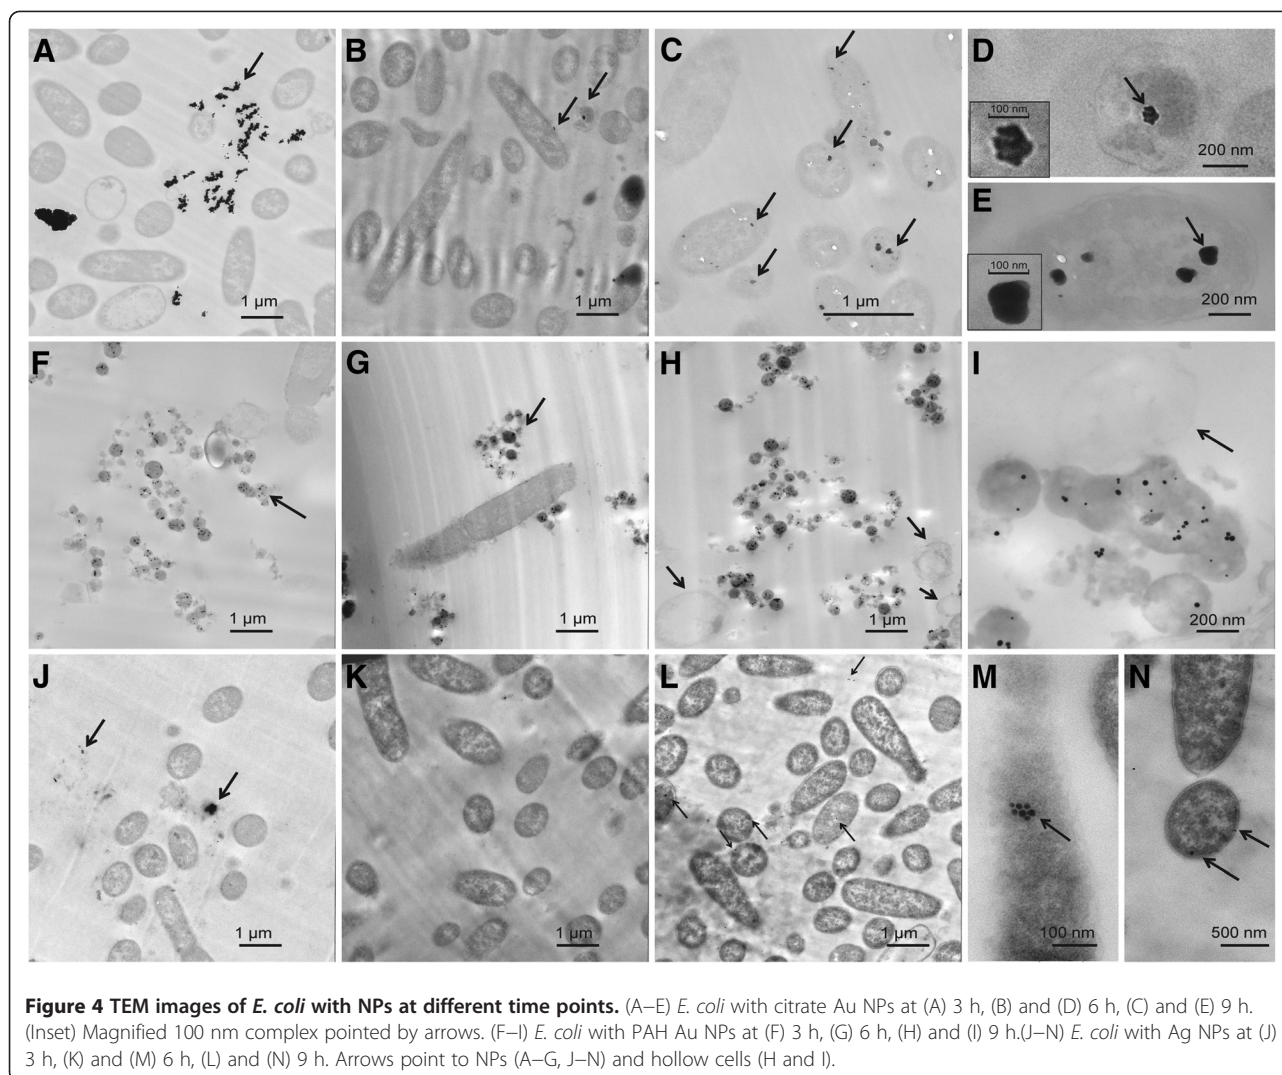 A
1 µm
B
1 µm
C
1 µm
D
100 nm
200 nm
E
100 nm
200 nm
F
1 µm
G
1 µm
H
1 µm
I
200 nm
J
1 µm
K
1 µm
L
1 µm
M
100 nm
N
500 nm
Figure 4 TEM images of E. coli with NPs at different time points. (A–E) E. coli with citrate Au NPs at (A) 3 h, (B) and (D) 6 h, (C) and (E) 9 h.
(Inset) Magnified 100 nm complex pointed by arrows. (F–I) E. coli with PAH Au NPs at (F) 3 h, (G) 6 h, (H) and (I) 9 h.(J–N) E. coli with Ag NPs at (J)
3 h, (K) and (M) 6 h, (L) and (N) 9 h. Arrows point to NPs (A–G, J–N) and hollow cells (H and I).